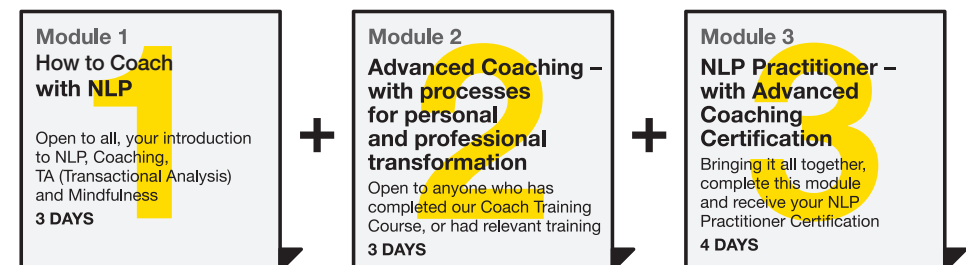 Module 1
How to Coach
with NLP
Open to all, your introduction
to NLP, Coaching,
TA (Transactional Analysis)
and Mindfulness
3 DAYS
1
+
Module 2
Advanced Coaching –
with processes
for personal
and professional
transformation
Open to anyone who has
completed our Coach Training
Course, or had relevant training
3 DAYS
2
+
Module 3
NLP Practitioner –
with Advanced
Coaching
Certification
Bringing it all together,
complete this module
and receive your NLP
Practitioner Certification
4 DAYS
3